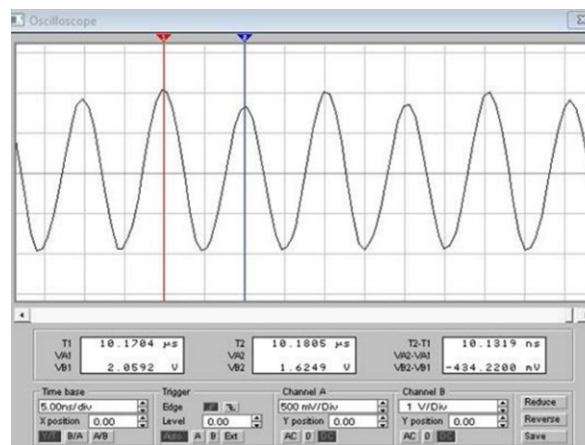 Oscilloscope
1 2
T1 10.1704 µs
VA1
VB1 2.0592 V
T2 10.1805 µs
VA2
VB2 1.6249 V
T2-T1 10.1319 ns
VA2-VA1
VB2-VB1 -434.2200 mV
Time base
5.00ns/div
X position 0.00
Y/T B/A A/B
Trigger
Edge
Level 0.00
Auto A B Ext
Channel A
500 mV/Div
Y position 0.00
AC 0 DC
Channel B
1 V/Div
Y position 0.00
AC 0 DC
Reduce
Reverse
Save